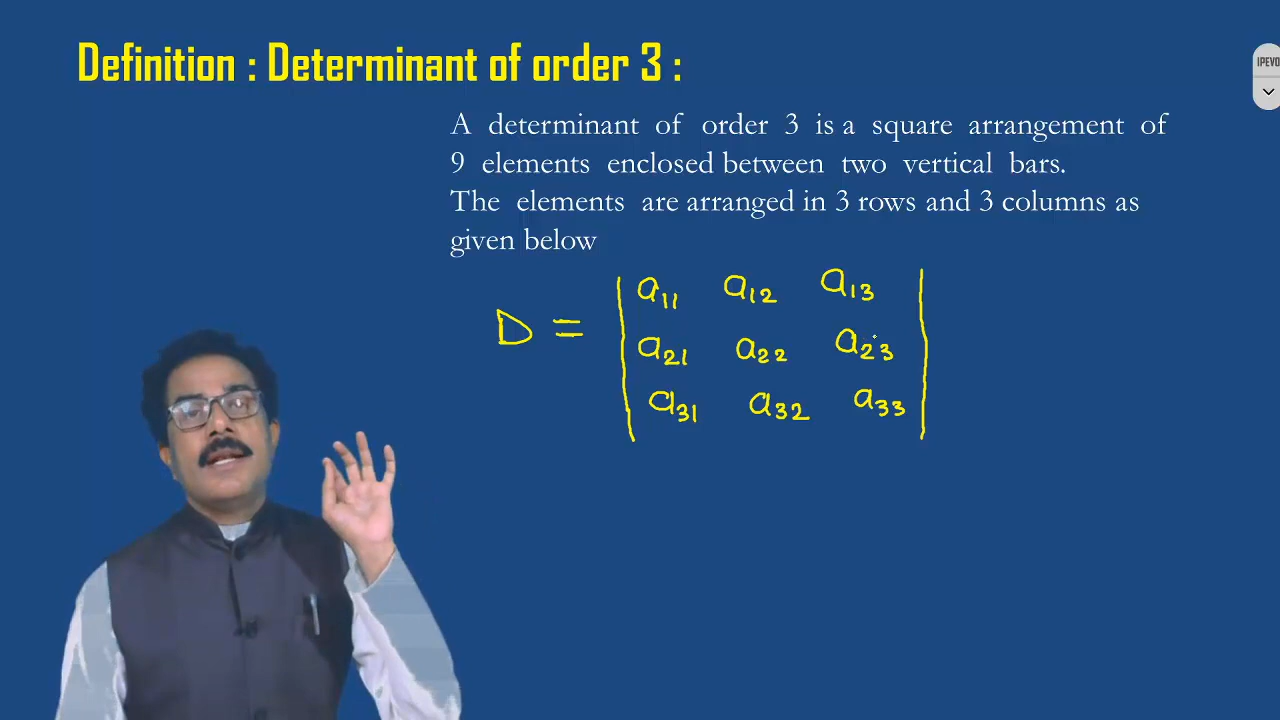 Definition : Determinant of order 3 :
IPEVO
A determinant of order 3 is a square arrangement of
9 elements enclosed between two vertical bars.
The elements are arranged in 3 rows and 3 columns as
given below
D = | a₁₁ a₁₂ a₁₃ |
| a₂₁ a₂₂ a₂₃ |
| a₃₁ a₃₂ a₃₃ |